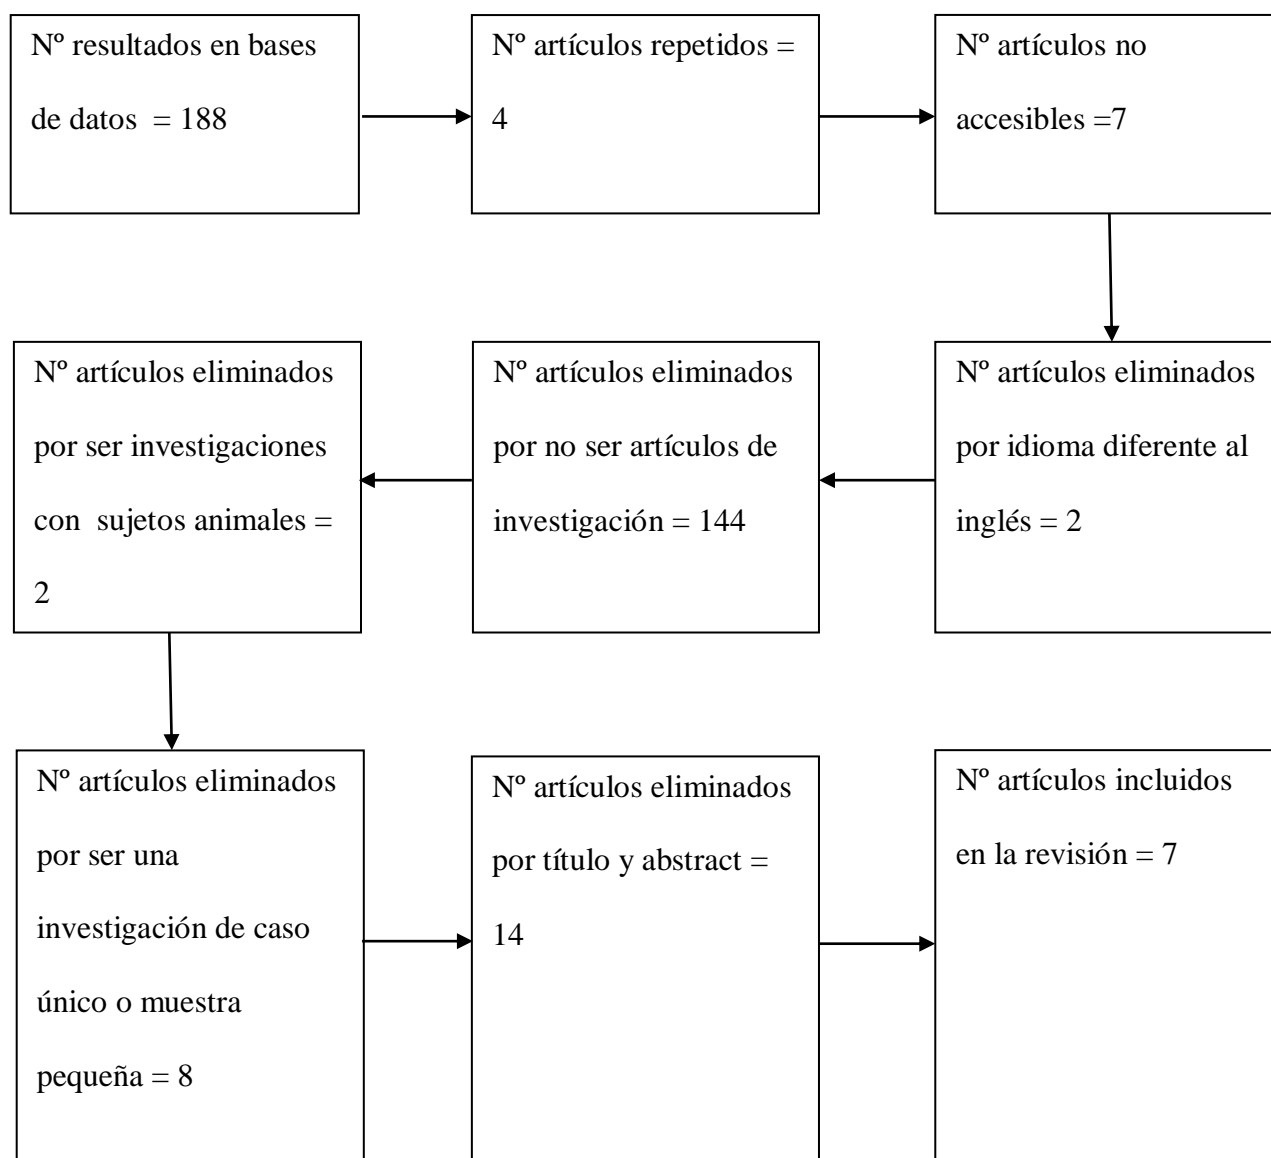 Nº resultados en bases
de datos  = 188
Nº artículos repetidos =
4
Nº artículos no
accesibles =7
Nº artículos eliminados
por idioma diferente al
inglés = 2
Nº artículos eliminados
por no ser artículos de
investigación = 144
Nº artículos eliminados
por ser investigaciones
con  sujetos animales =
2
Nº artículos eliminados
por ser una
investigación de caso
único o muestra
pequeña = 8
Nº artículos eliminados
por título y abstract =
14
Nº artículos incluidos
en la revisión = 7